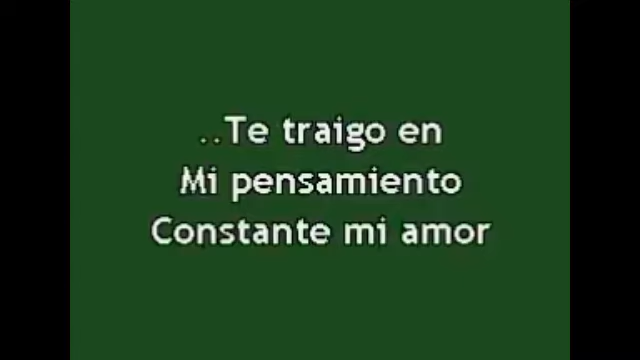 ..Te traigo en
Mi pensamiento
Constante mi amor